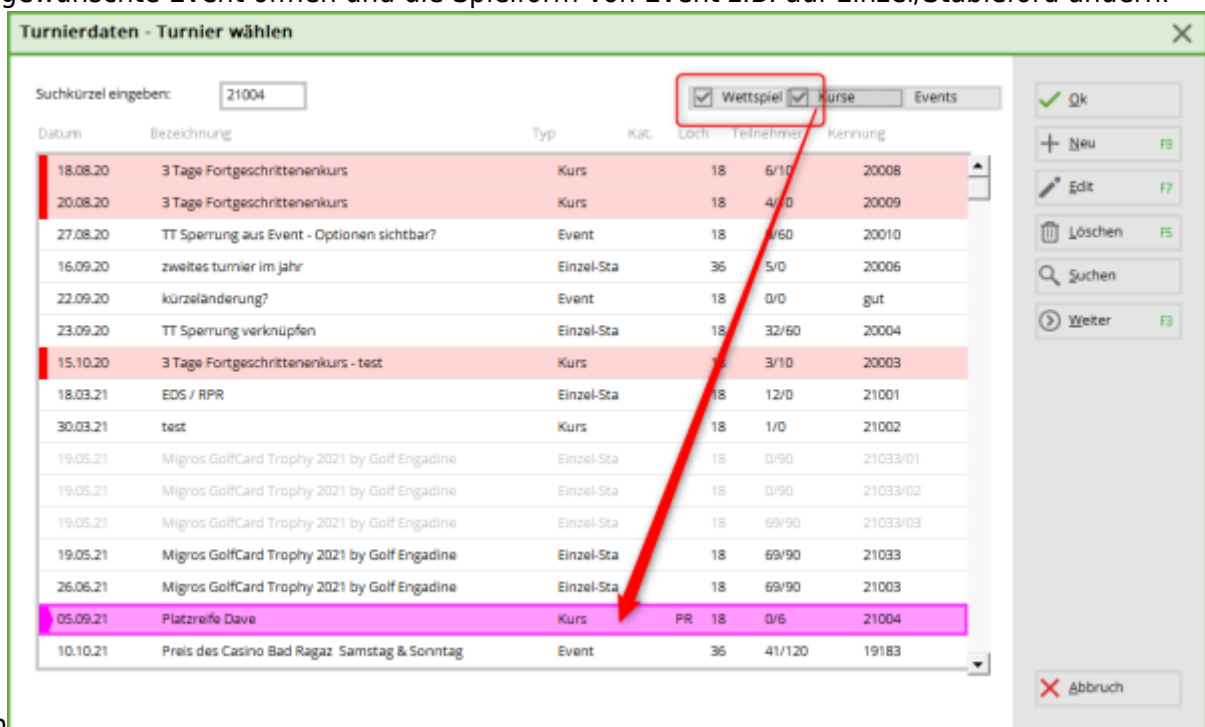 gewünschte Event öffnen und die Spielform von Event z.B. auf Einzel/Stableford ändern.
Turnierdaten - Turnier wählen
Suchkürzel eingeben: 21004 Wettspiel Kurse Events
Datum Bezeichnung Typ Kat. Loch Teilnehmer Kennung
18.08.20 3 Tage Fortgeschrittenenkurs Kurs 18 6/10 20008
20.08.20 3 Tage Fortgeschrittenenkurs Kurs 18 20009
27.08.20 TT Sperrung aus Event - Optionen sichtbar? Event 18 20010
16.09.20 zweites turnier im jahr Einzel-Sta 36 5/0 20006
22.09.20 kürzeländerung? Event 18 0/0 gut
23.09.20 TT Sperrung verknüpfen Einzel-Sta 18 32/60 20004
15.10.20 3 Tage Fortgeschrittenenkurs - test Kurs 18 3/10 20003
18.03.21 EDS / RPR Einzel-Sta 18 12/0 21001
30.03.21 test Kurs 18 1/0 21002
19.05.21 Migros GolfCard Trophy 2021 by Golf Engadine Einzel-Sta 18 0/90 21033/01
19.05.21 Migros GolfCard Trophy 2021 by Golf Engadine Einzel-Sta 18 0/90 21033/02
19.05.21 Migros GolfCard Trophy 2021 by Golf Engadine Einzel-Sta 18 69/90 21033/03
19.05.21 Migros GolfCard Trophy 2021 by Golf Engadine Einzel-Sta 18 69/90 21033
26.06.21 Migros GolfCard Trophy 2021 by Golf Engadine Einzel-Sta 18 69/90 21003
05.09.21 Platzreife Dave Kurs PR 18 0/6 21004
10.10.21 Preis des Casino Bad Ragaz Samstag & Sonntag Event 36 41/120 19183
Ok
Neu F9
Edit F7
Löschen F5
Suchen
Weiter F3
Abbruch